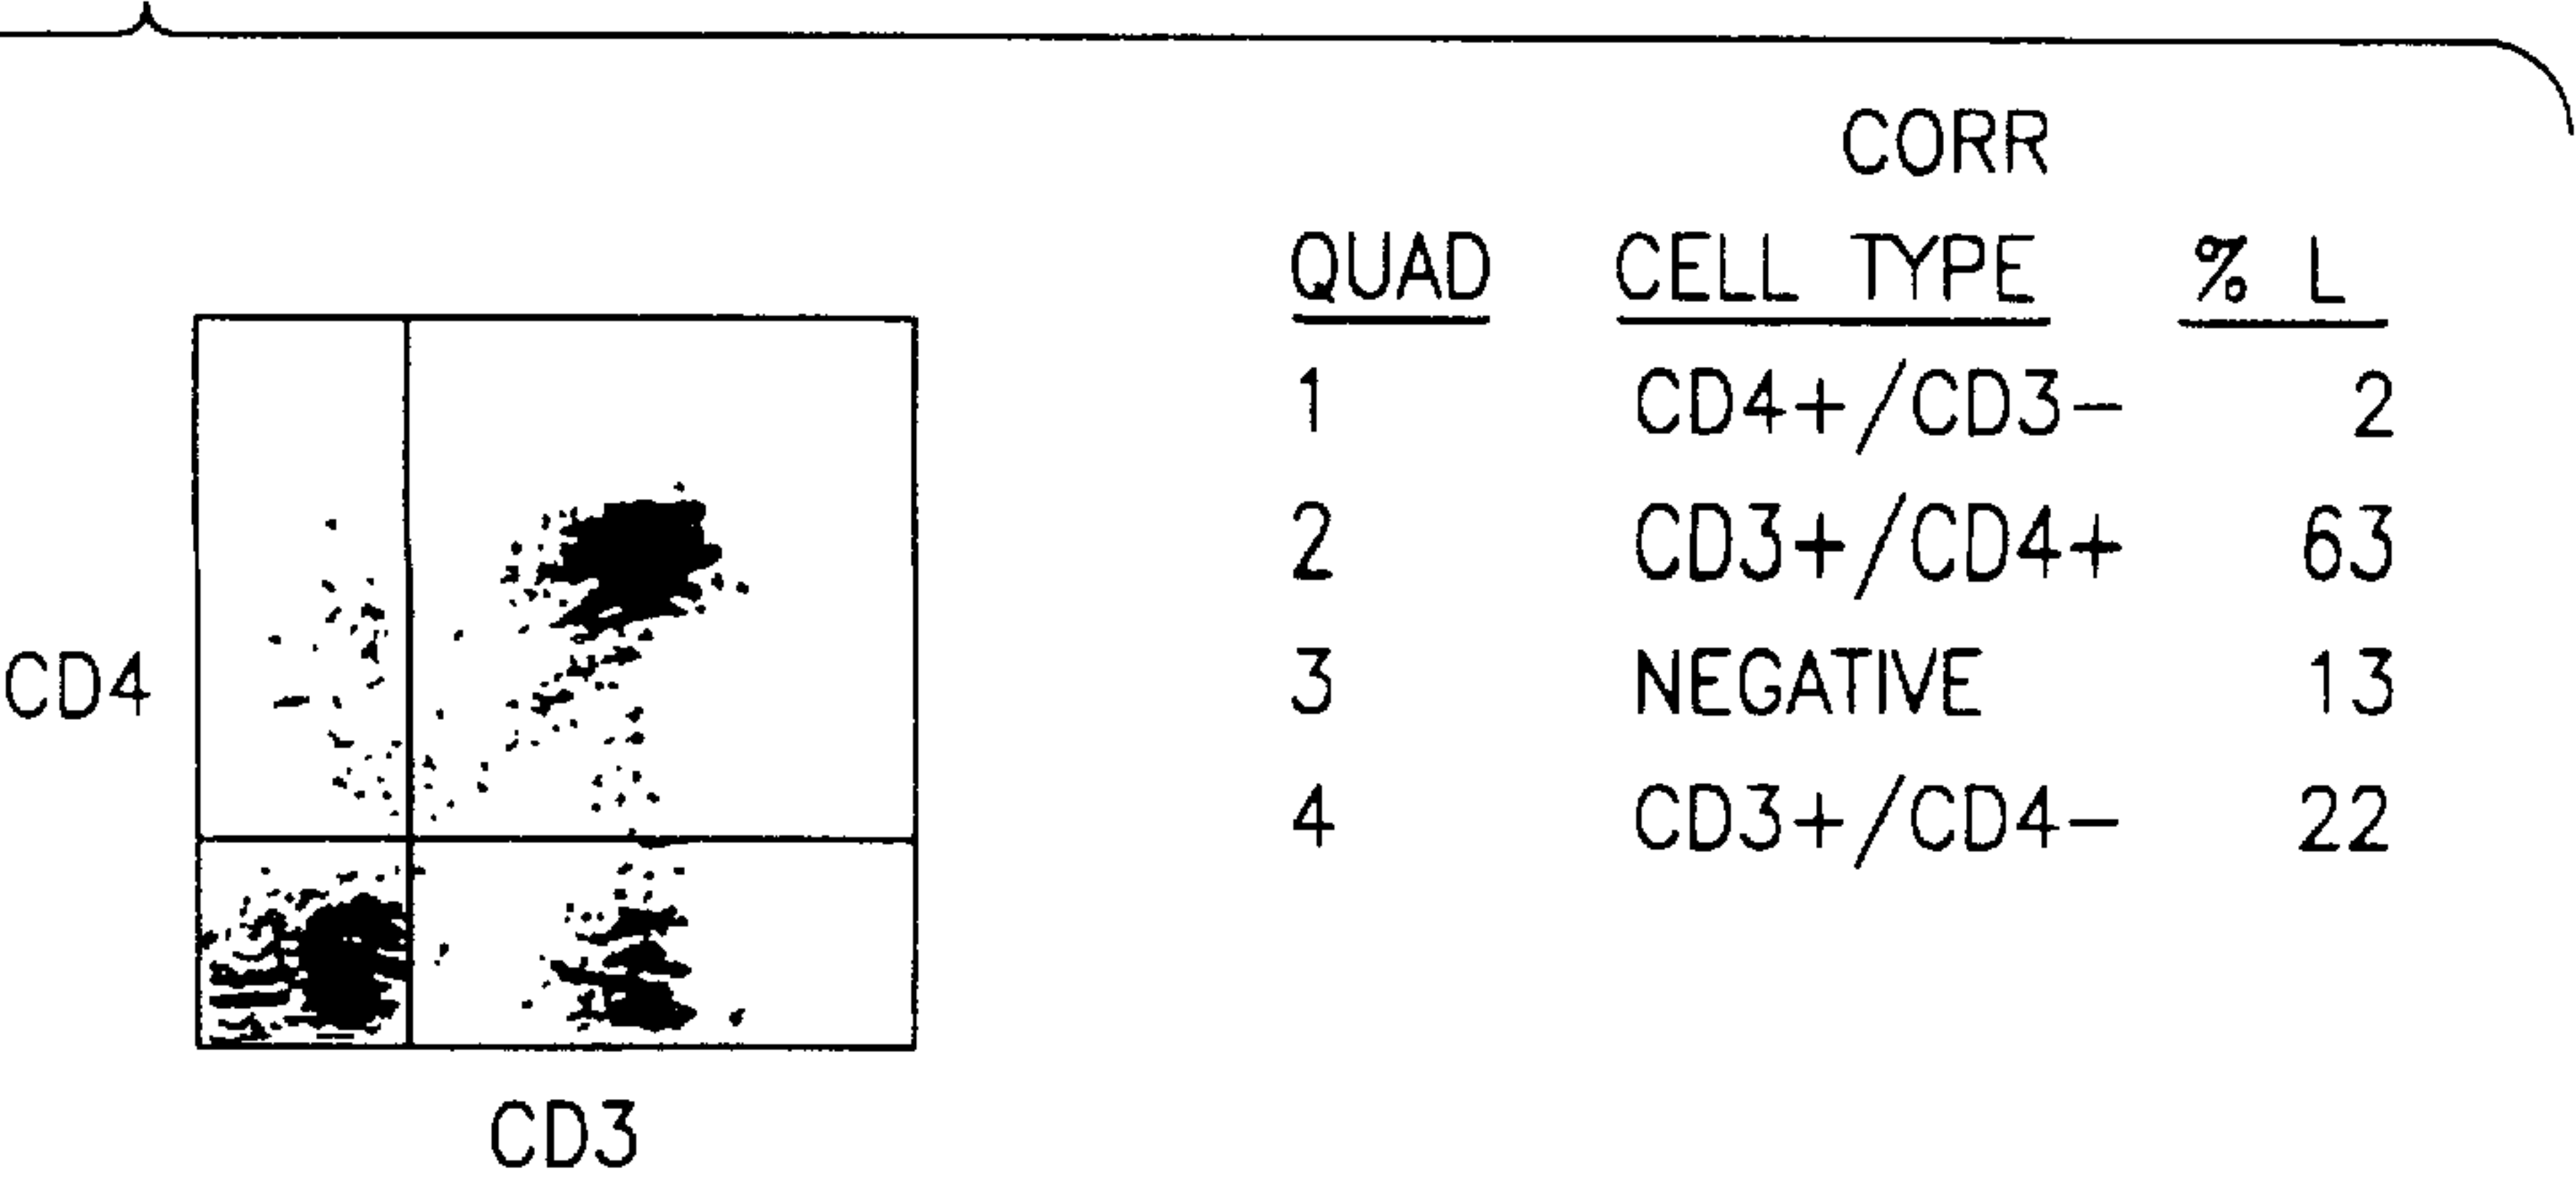 CORR
QUAD CELL TYPE % L
1 CD4+/CD3- 2
2 CD3+/CD4+ 63
3 NEGATIVE 13
4 CD3+/CD4- 22
CD4
CD3